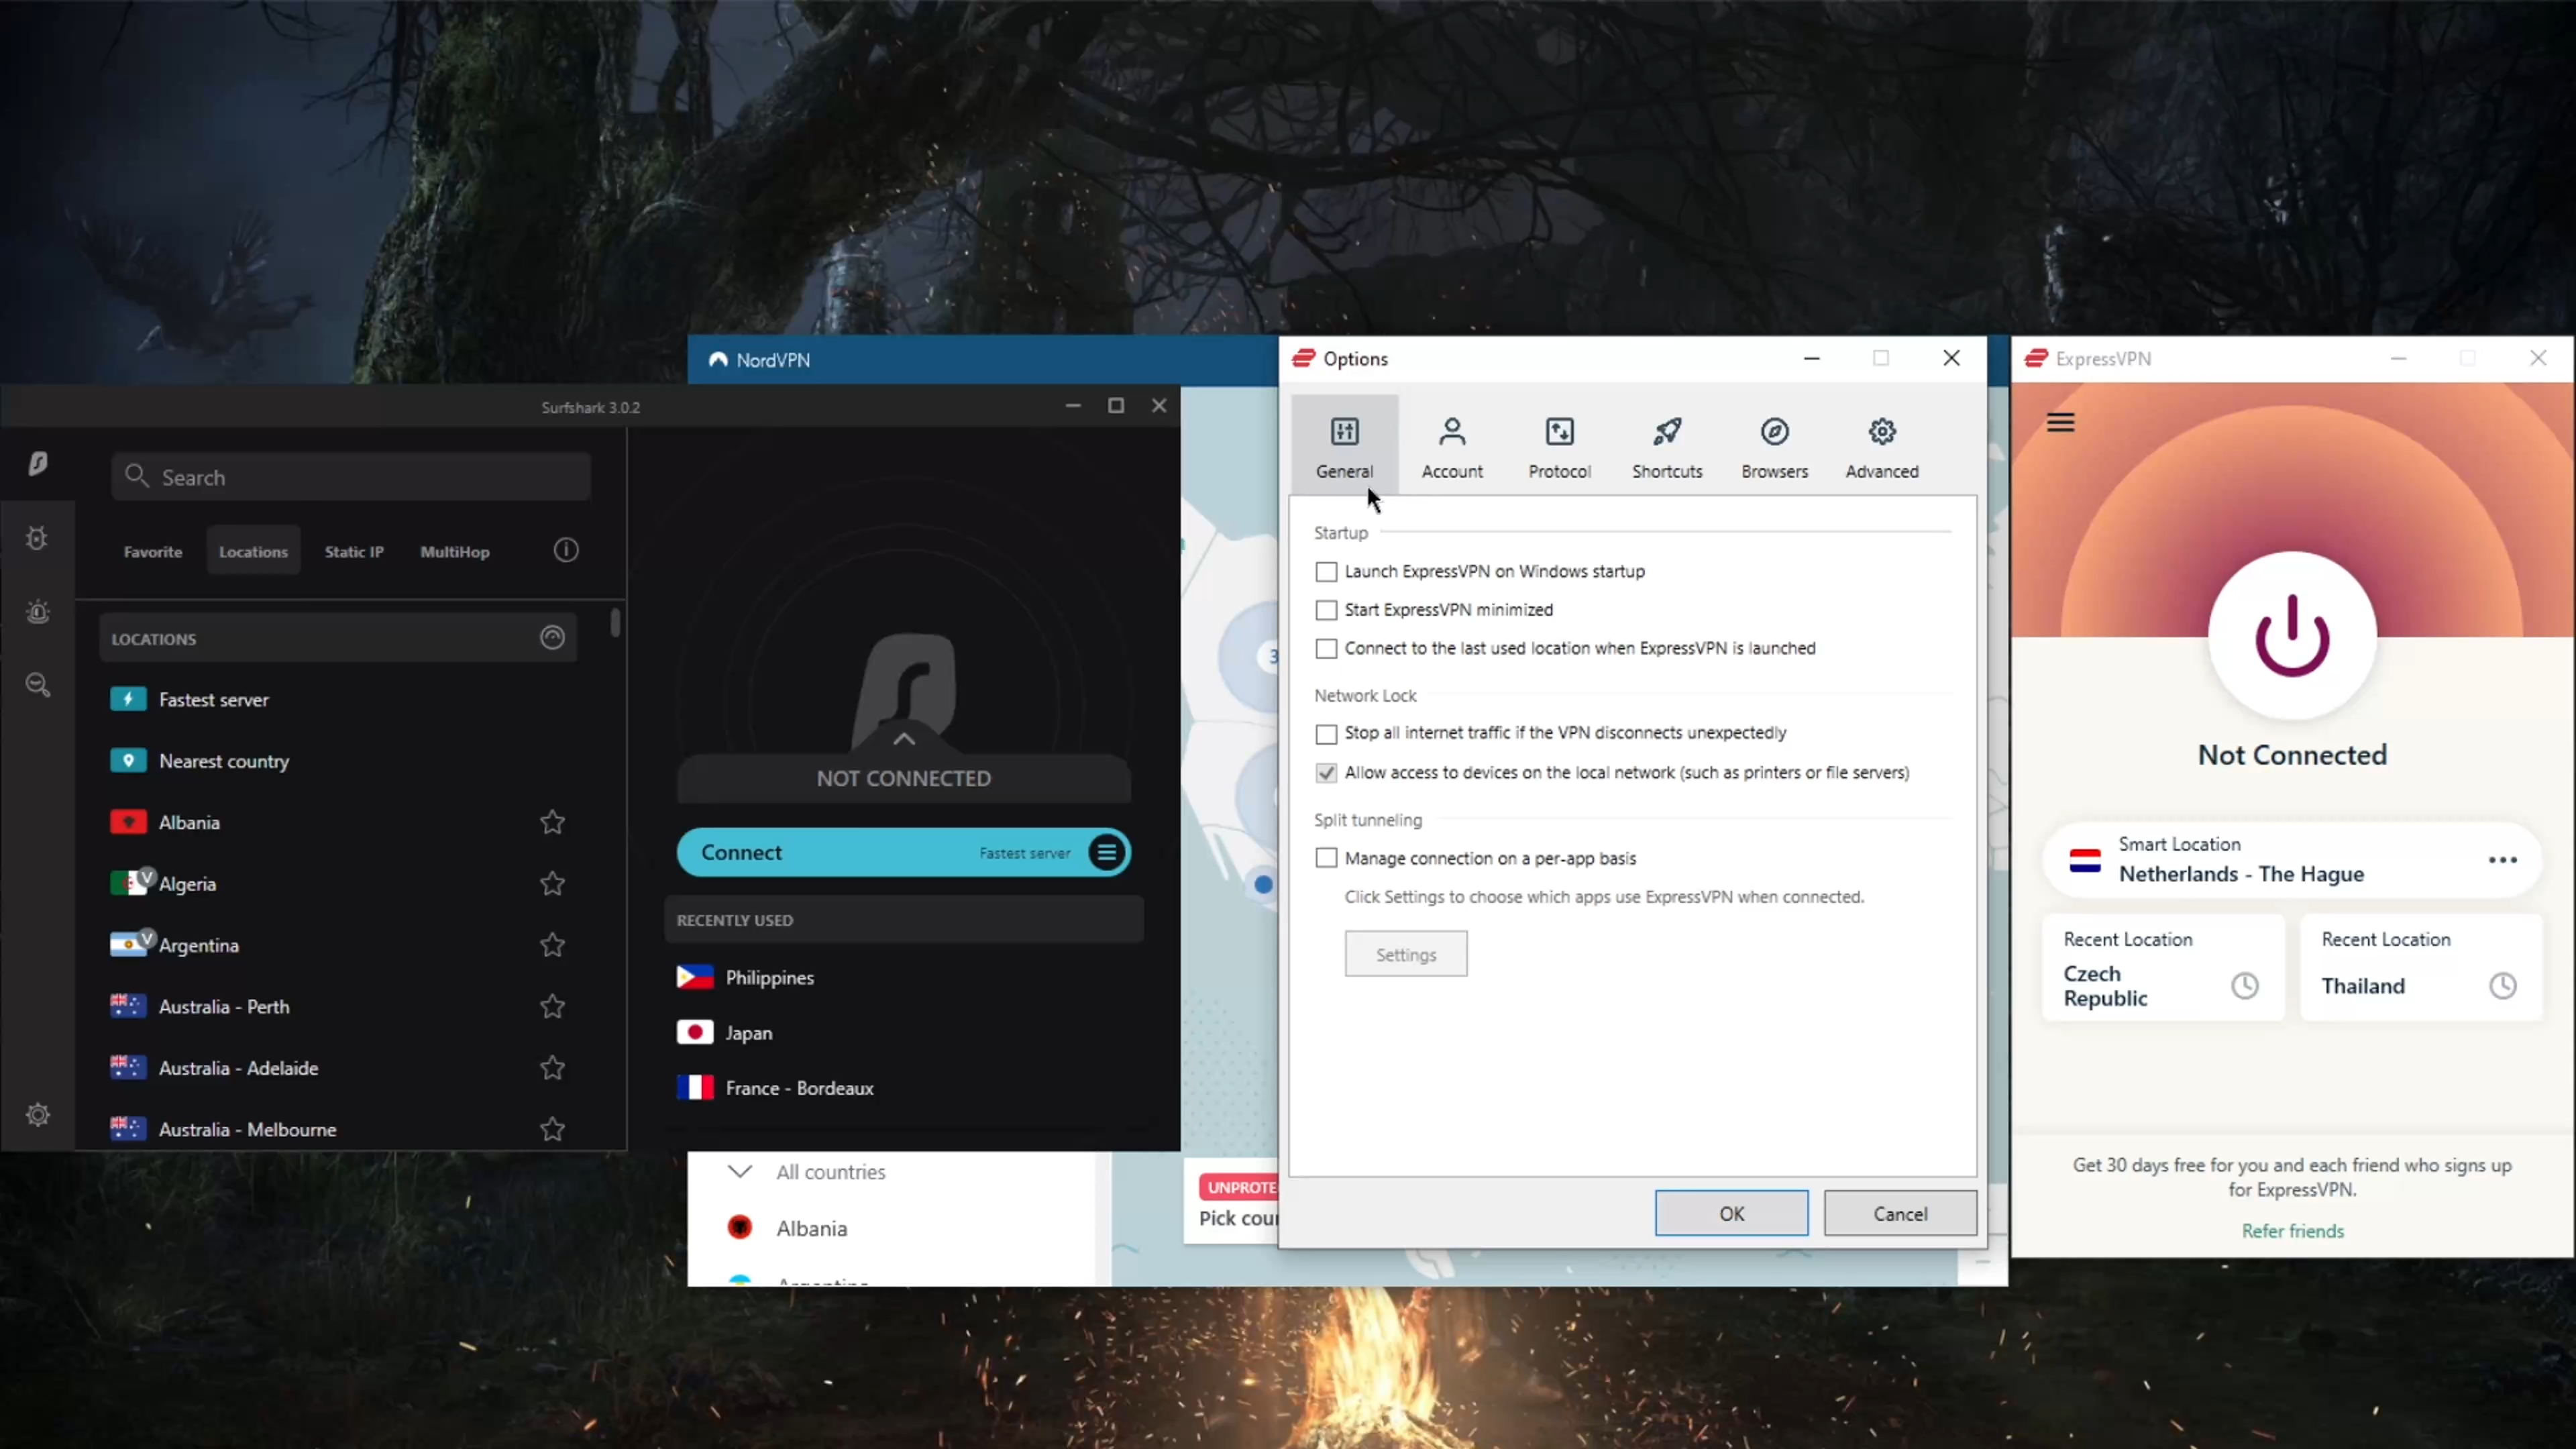 NordVPN
Surfshark 3.0.2
Search
Favorite
Locations
Static IP
MultiHop
LOCATIONS
Fastest server
Nearest country
Albania
Algeria
Argentina
Australia - Perth
Australia - Adelaide
Australia - Melbourne
NOT CONNECTED
Connect
Fastest server
RECENTLY USED
Philippines
Japan
France - Bordeaux
All countries
Albania
Argentina
3
UNPROTE
Pick cour
Options
General
Account
Protocol
Shortcuts
Browsers
Advanced
Startup
Launch ExpressVPN on Windows startup
Start ExpressVPN minimized
Connect to the last used location when ExpressVPN is launched
Network Lock
Stop all internet traffic if the VPN disconnects unexpectedly
Allow access to devices on the local network (such as printers or file servers)
Split tunneling
Manage connection on a per-app basis
Click Settings to choose which apps use ExpressVPN when connected.
Settings
OK
Cancel
ExpressVPN
Not Connected
Smart Location
Netherlands - The Hague
Recent Location
Czech
Republic
Recent Location
Thailand
Get 30 days free for you and each friend who signs up
for ExpressVPN.
Refer friends